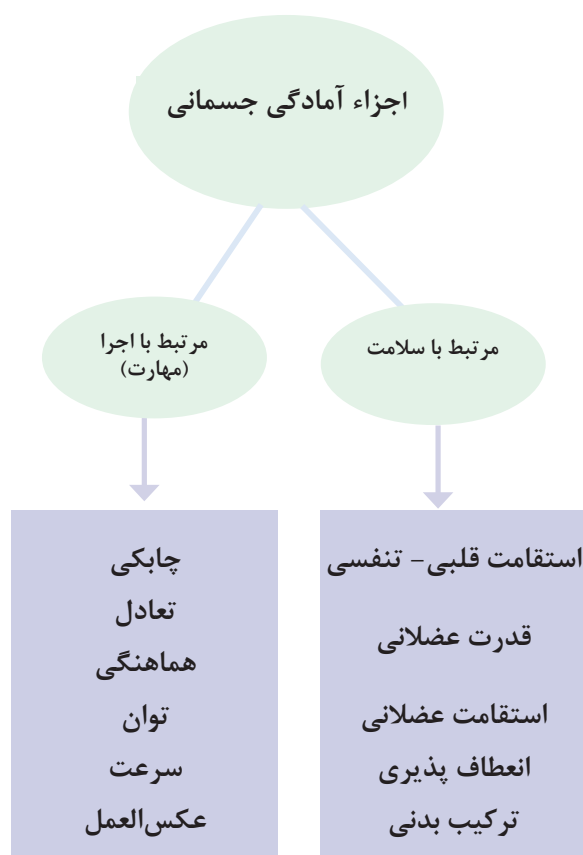 اجزاء آمادگی جسمانی
مرتبط با سلامت
مرتبط با اجرا
(مهارت)
استقامت قلبی- تنفسی
قدرت عضلانی
استقامت عضلانی
انعطاف پذیری
ترکیب بدنی
چابکی
تعادل
هماهنگی
توان
سرعت
عکس‌العمل